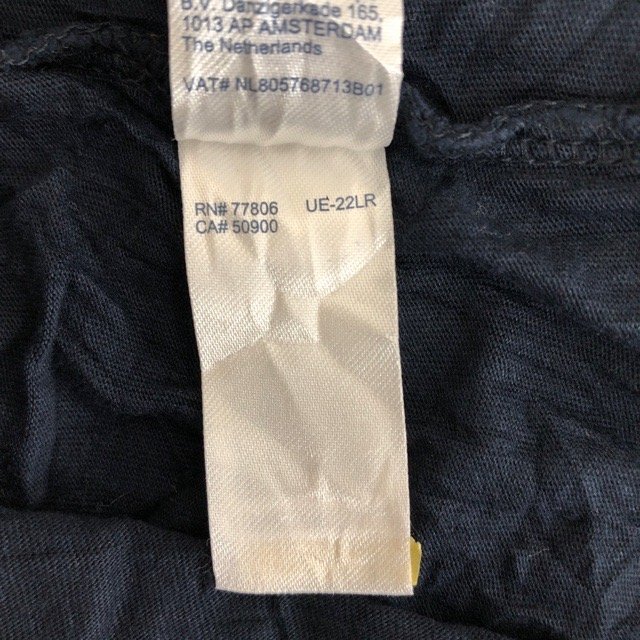 B.V. Danzigerkade 165,
1013 AP AMSTERDAM
The Netherlands
VAT# NL805768713B01
RN# 77806 UE-22LR
CA# 50900